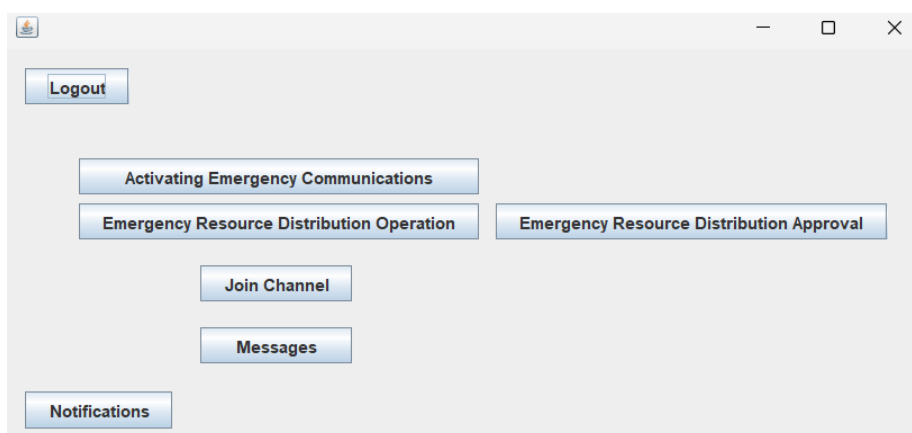 Logout
Activating Emergency Communications
Emergency Resource Distribution Operation
Emergency Resource Distribution Approval
Join Channel
Messages
Notifications